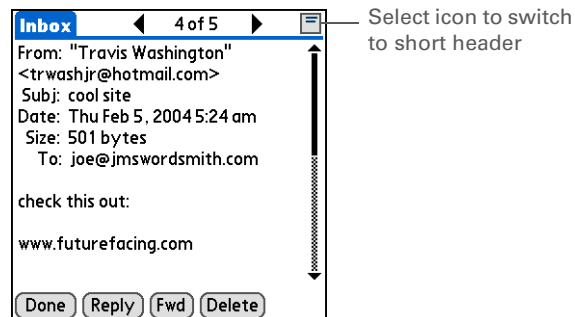 Inbox 4 of 5
Select icon to switch
to short header
From: "Travis Washington"
<trwashjr@hotmail.com>
Subj: cool site
Date: Thu Feb 5, 2004 5:24 am
Size: 501 bytes
To: joe@jmswordsmith.com
check this out:
www.futurefacing.com
Done Reply Fwd Delete